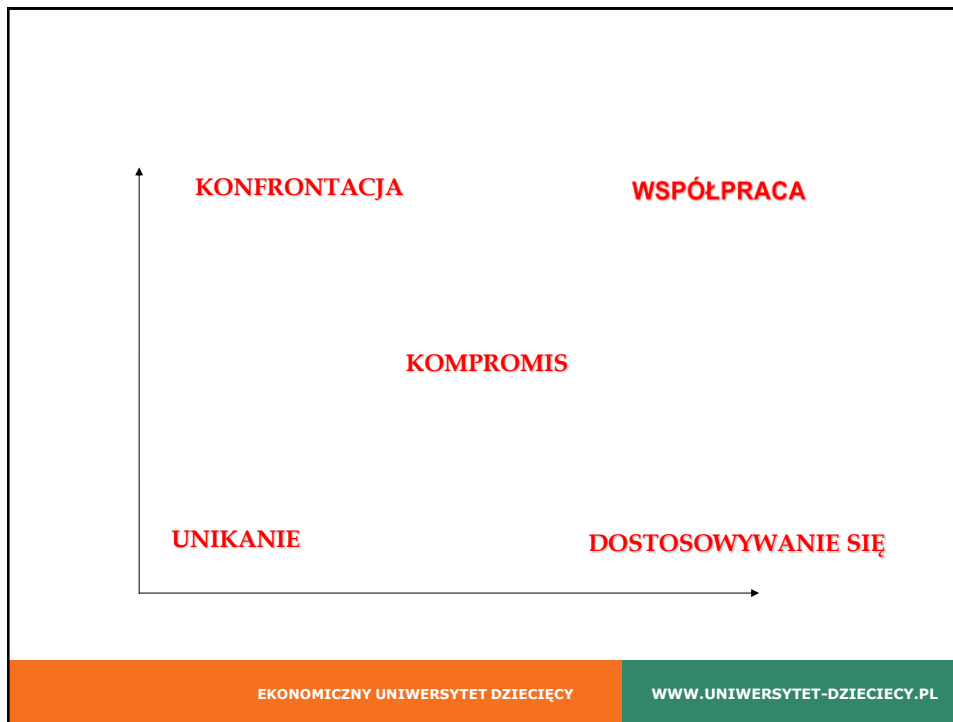 KONFRONTACJA
WSPÓŁPRACA
KOMPROMIS
UNIKANIE
DOSTOSOWYWANIE SIĘ
EKONOMICZNY UNIWERSYTET DZIECIĘCY
WWW.UNIWERSYTET-DZIECIECY.PL